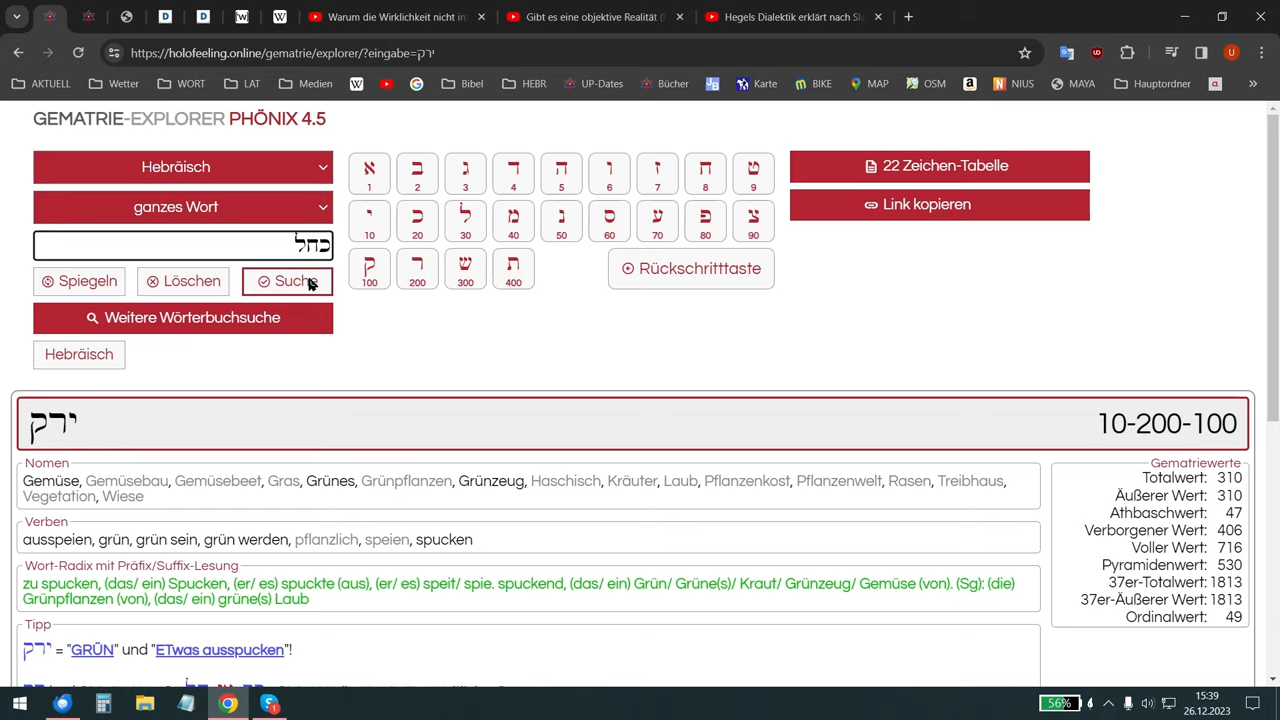 Warum die Wirklichkeit nicht in
Gibt es eine objektive Realität (
Hegels Dialektik erklärt nach Sl
https://holofeeling.online/gematrie/explorer/?eingabe=ירק
U
AKTUELL Wetter WORT LAT Medien Bibel HEBR UP-Dates Bücher Karte BIKE MAP OSM NIUS MAYA Hauptordner
GEMATRIE-EXPLORER PHÖNIX 4.5
Hebräisch
ganzes Wort
כחל
Spiegeln Löschen Suche
Weitere Wörterbuchsuche
Hebräisch
א ב ג ד ה ו ז ח ט
1 2 3 4 5 6 7 8 9
י כ ל מ נ ס ע פ צ
10 20 30 40 50 60 70 80 90
ק ר ש ת
100 200 300 400
Rückschritttaste
22 Zeichen-Tabelle
Link kopieren
ירק 10-200-100
Nomen
Gemüse, Gemüsebau, Gemüsebeet, Gras, Grünes, Grünpflanzen, Grünzeug, Haschisch, Kräuter, Laub, Pflanzenkost, Pflanzenwelt, Rasen, Treibhaus,
Vegetation, Wiese
Verben
ausspeien, grün, grün sein, grün werden, pflanzlich, speien, spucken
Wort-Radix mit Präfix/Suffix-Lesung
zu spucken, (das/ ein) Spucken, (er/ es) spuckte (aus), (er/ es) speit/ spie. spuckend, (das/ ein) Grün/ Grüne(s)/ Kraut/ Grünzeug/ Gemüse (von). (Sg): (die)
Grünpflanzen (von), (das/ ein) grüne(s) Laub
Tipp
ירק = "GRÜN" und "ETwas ausspucken"!
Gematriewerte
Totalwert: 310
Äußerer Wert: 310
Athbaschwert: 47
Verborgener Wert: 406
Voller Wert: 716
Pyramidenwert: 530
37er-Totalwert: 1813
37er-Äußerer Wert: 1813
Ordinalwert: 49
56%
15:39
26.12.2023